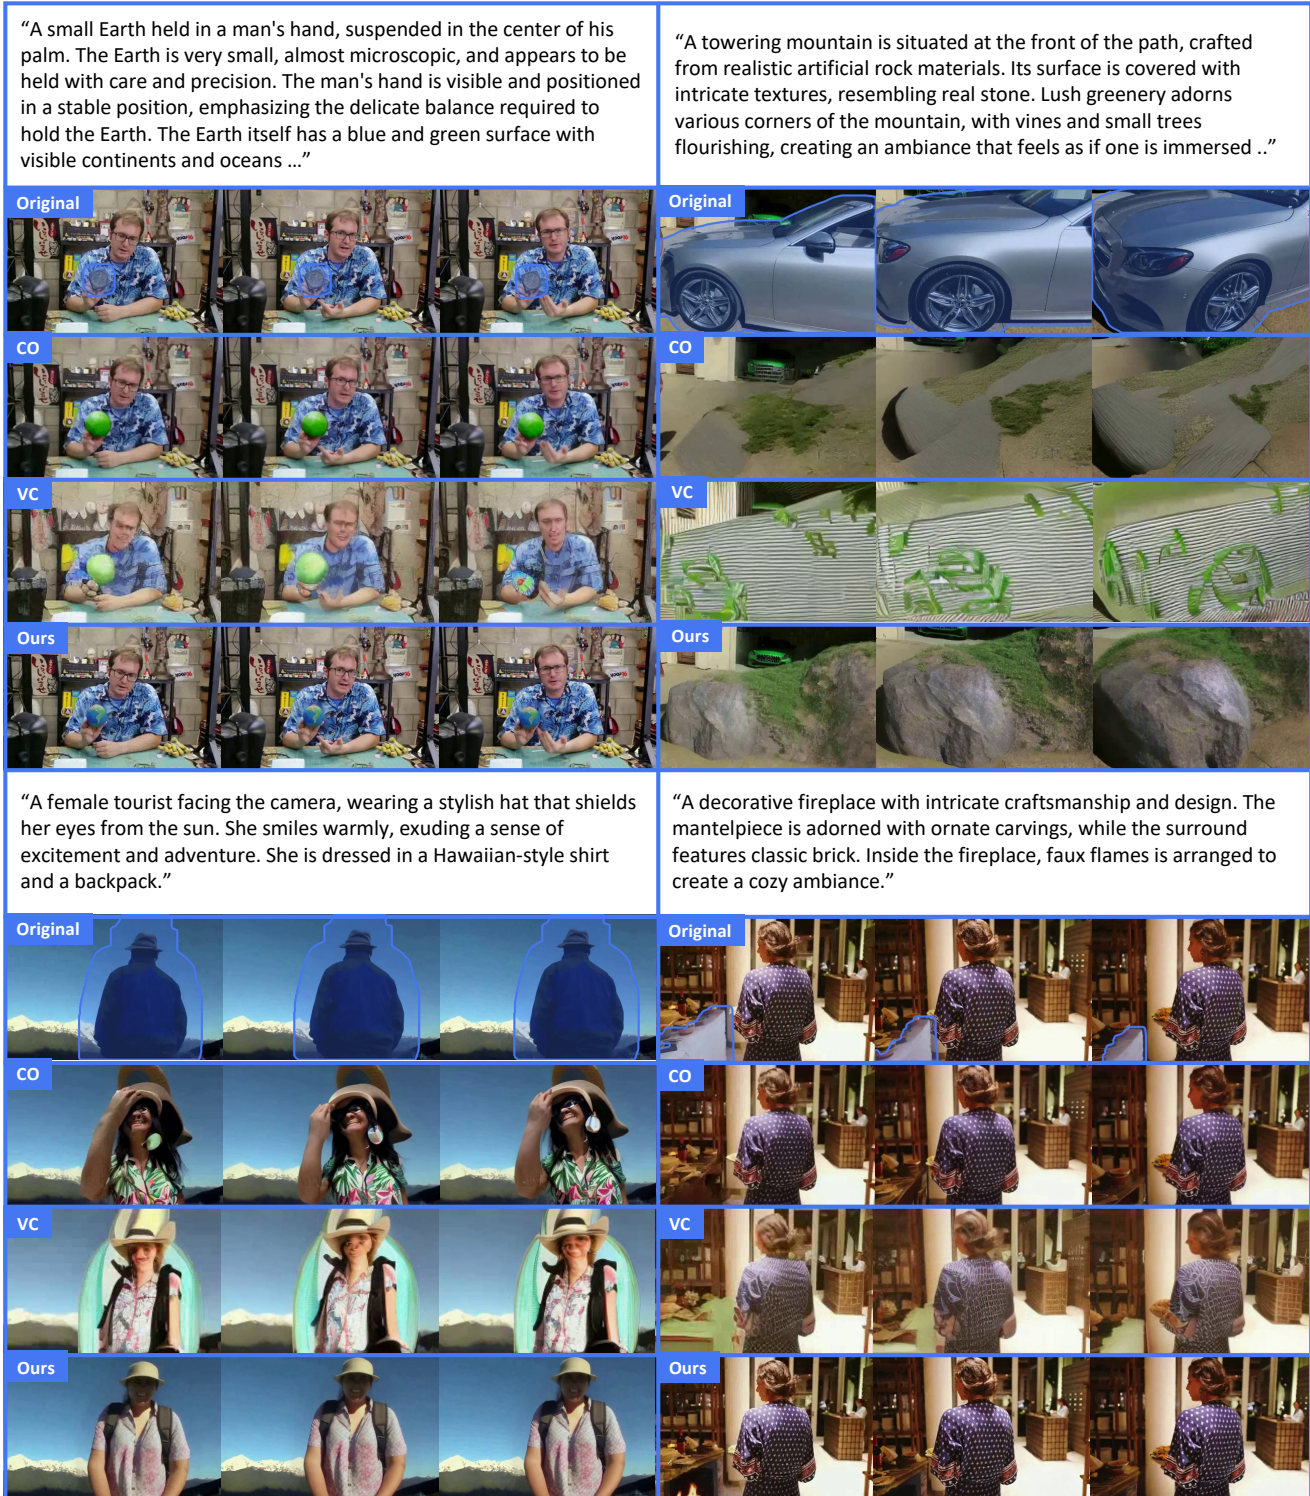 “A small Earth held in a man's hand, suspended in the center of his
palm. The Earth is very small, almost microscopic, and appears to be
held with care and precision. The man's hand is visible and positioned
in a stable position, emphasizing the delicate balance required to
hold the Earth. The Earth itself has a blue and green surface with
visible continents and oceans …”
“A towering mountain is situated at the front of the path, crafted
from realistic artificial rock materials. Its surface is covered with
intricate textures, resembling real stone. Lush greenery adorns
various corners of the mountain, with vines and small trees
flourishing, creating an ambiance that feels as if one is immersed ..”
Original
CO
VC
Ours
Original
CO
VC
Ours
“A female tourist facing the camera, wearing a stylish hat that shields
her eyes from the sun. She smiles warmly, exuding a sense of
excitement and adventure. She is dressed in a Hawaiian-style shirt
and a backpack.”
“A decorative fireplace with intricate craftsmanship and design. The
mantelpiece is adorned with ornate carvings, while the surround
features classic brick. Inside the fireplace, faux flames is arranged to
create a cozy ambiance.”
Original
CO
VC
Ours
Original
CO
VC
Ours